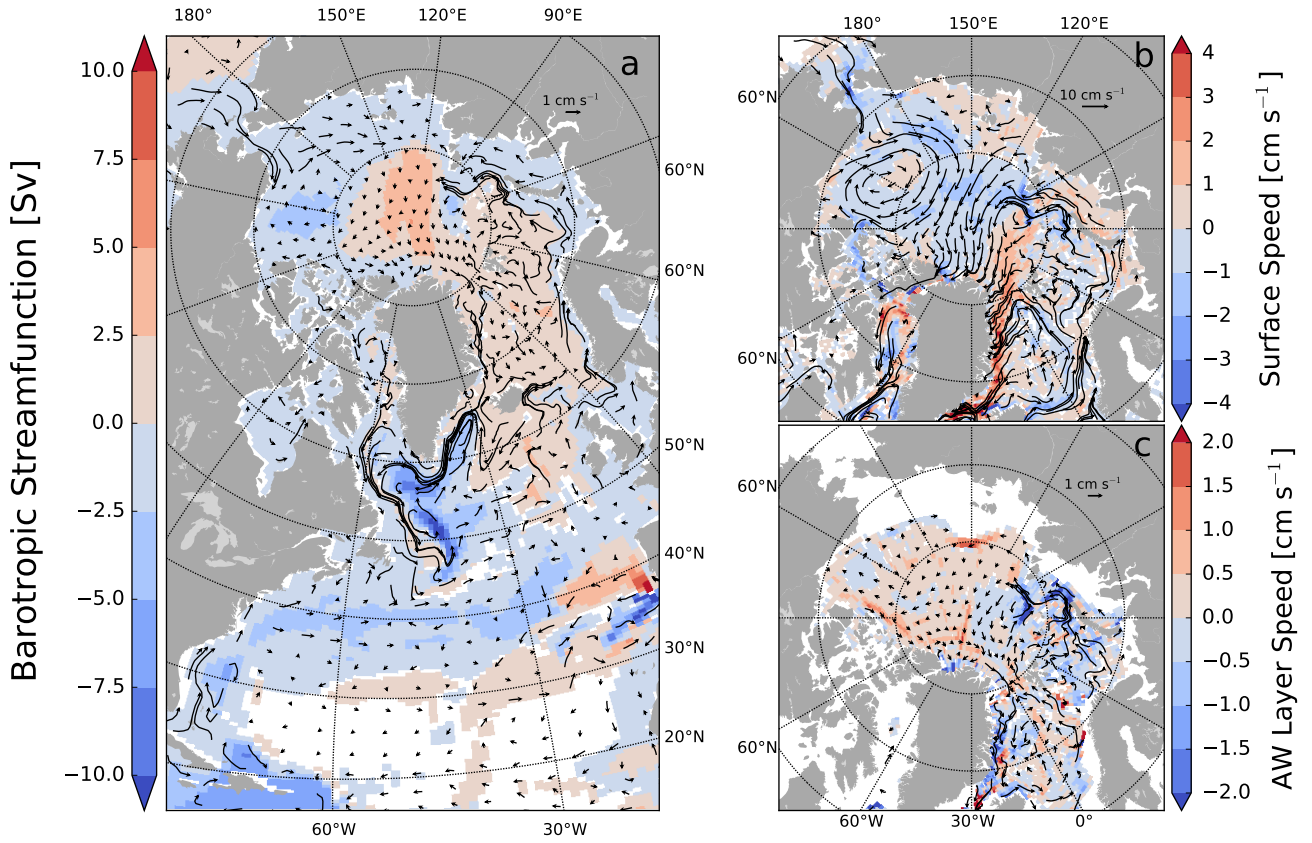 180° 150°E 120°E 90°E
a
1 cm s⁻¹
Barotropic Streamfunction [Sv]
10.0
7.5
5.0
2.5
0.0
−2.5
−5.0
−7.5
−10.0
60°N
60°N
50°N
40°N
30°N
20°N
60°W 30°W
180° 150°E 120°E
b
10 cm s⁻¹
60°N
60°N
4
3
2
1
0
−1
−2
−3
−4
Surface Speed [cm s⁻¹]
c
1 cm s⁻¹
60°N
60°N
60°W 30°W 0°
2.0
1.5
1.0
0.5
0.0
−0.5
−1.0
−1.5
−2.0
AW Layer Speed [cm s⁻¹]